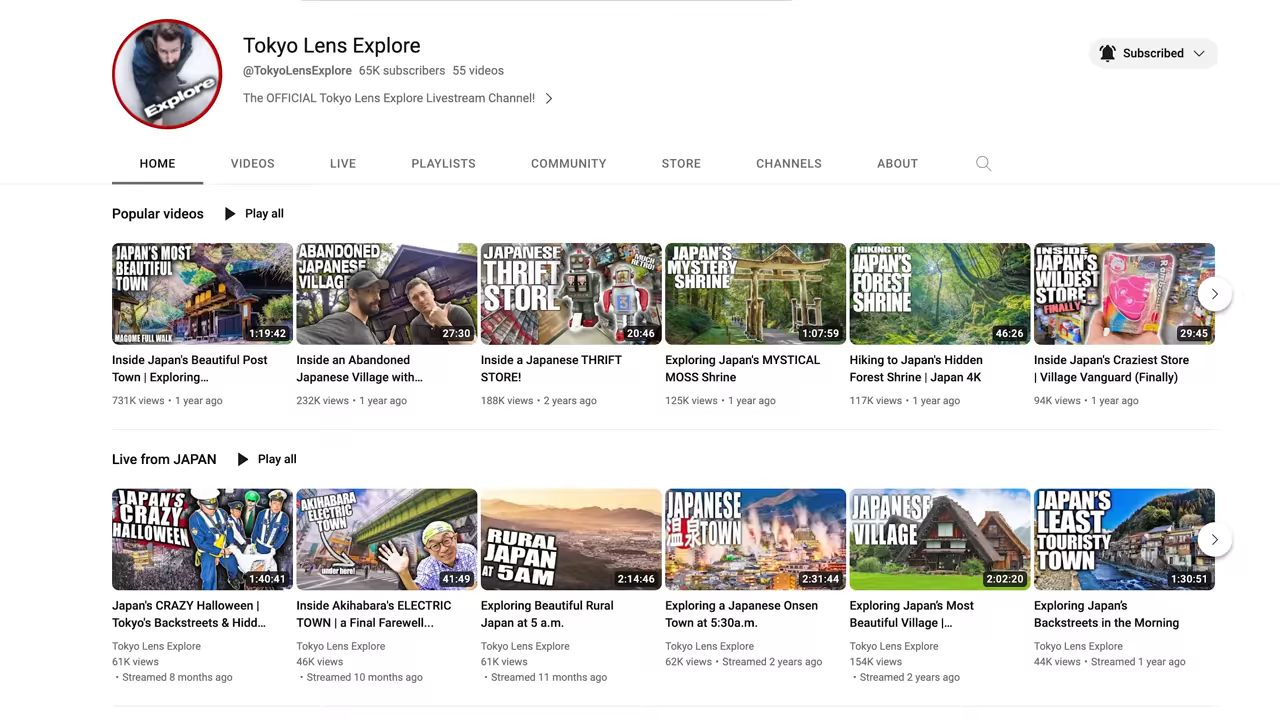 Explore
Tokyo Lens Explore
@TokyoLensExplore 65K subscribers 55 videos
The OFFICIAL Tokyo Lens Explore Livestream Channel!
Subscribed
HOME VIDEOS LIVE PLAYLISTS COMMUNITY STORE CHANNELS ABOUT
Popular videos Play all
JAPAN'S MOST
BEAUTIFUL
TOWN
MAGOME FULL WALK
1:19:42
Inside Japan's Beautiful Post
Town | Exploring...
731K views • 1 year ago
ABANDONED
JAPANESE
VILLAGE
27:30
Inside an Abandoned
Japanese Village with...
232K views • 1 year ago
JAPANESE
THRIFT
STORE
MUCH
RETRO!
20:46
Inside a Japanese THRIFT
STORE!
188K views • 2 years ago
JAPAN'S
MYSTERY
SHRINE
1:07:59
Exploring Japan's MYSTICAL
MOSS Shrine
125K views • 1 year ago
HIKING TO
JAPAN'S
FOREST
SHRINE
46:26
Hiking to Japan's Hidden
Forest Shrine | Japan 4K
117K views • 1 year ago
INSIDE
JAPAN'S
WILDEST
STORE
FINALLY
29:45
Inside Japan's Craziest Store
| Village Vanguard (Finally)
94K views • 1 year ago
Live from JAPAN Play all
JAPAN'S
CRAZY
HALLOWEEN
1:40:41
Japan's CRAZY Halloween |
Tokyo's Backstreets & Hidd...
Tokyo Lens Explore
61K views
• Streamed 8 months ago
AKIHABARA
ELECTRIC
TOWN
under here!
41:49
Inside Akihabara's ELECTRIC
TOWN | a Final Farewell...
Tokyo Lens Explore
46K views
• Streamed 10 months ago
RURAL
JAPAN
AT 5AM
2:14:46
Exploring Beautiful Rural
Japan at 5 a.m.
Tokyo Lens Explore
61K views
• Streamed 11 months ago
JAPANESE
温泉TOWN
2:31:44
Exploring a Japanese Onsen
Town at 5:30a.m.
Tokyo Lens Explore
62K views • Streamed 2 years ago
JAPANESE
VILLAGE
2:02:20
Exploring Japan’s Most
Beautiful Village |...
Tokyo Lens Explore
154K views
• Streamed 2 years ago
JAPAN'S
LEAST
TOURISTY
TOWN
1:30:51
Exploring Japan’s
Backstreets in the Morning
Tokyo Lens Explore
44K views • Streamed 1 year ago